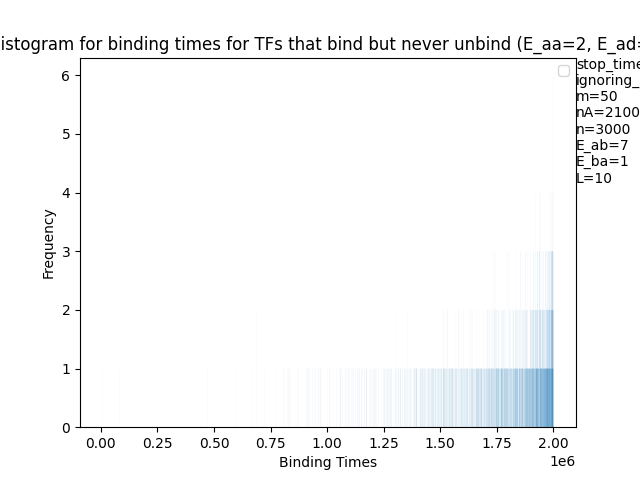 istogram for binding times for TFs that bind but never unbind (E_aa=2, E_ad=
stop_time
ignoring_
m=50
nA=2100
n=3000
E_ab=7
E_ba=1
L=10
6
5
4
3
2
1
0
Frequency
0.00 0.25 0.50 0.75 1.00 1.25 1.50 1.75 2.00
1e6
Binding Times